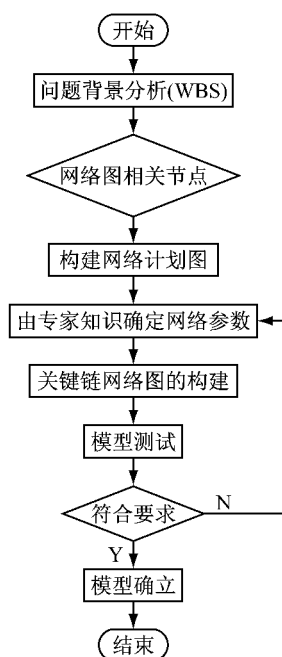 开始
问题背景分析(WBS)
网络图相关节点
构建网络计划图
由专家知识确定网络参数
关键链网络图的构建
模型测试
符合要求
N
Y
模型确立
结束